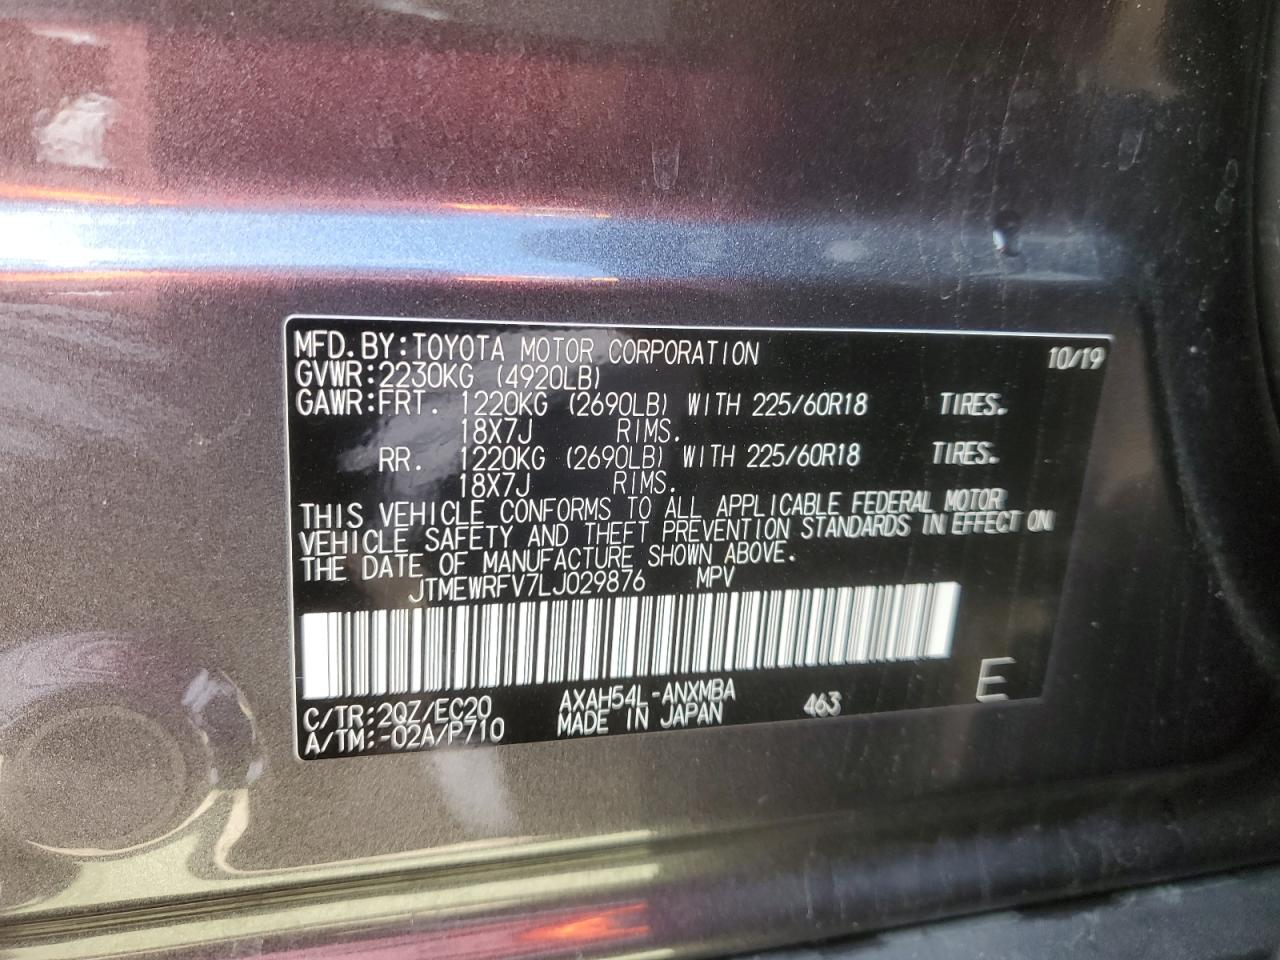 MFD. BY: TOYOTA MOTOR CORPORATION 10/19
GVWR: 2230KG (4920LB)
GAWR: FRT. 1220KG (2690LB) WITH 225/60R18 TIRES.
18X7J RIMS.
RR. 1220KG (2690LB) WITH 225/60R18 TIRES.
18X7J RIMS.
THIS VEHICLE CONFORMS TO ALL APPLICABLE FEDERAL MOTOR
VEHICLE SAFETY AND THEFT PREVENTION STANDARDS IN EFFECT ON
THE DATE OF MANUFACTURE SHOWN ABOVE.
JTMEWRFV7LJ029876 MPV
C/TR: 2QZ/EC20 AXAH54L-ANXMBA 463 E
A/TM: -02A/P710 MADE IN JAPAN